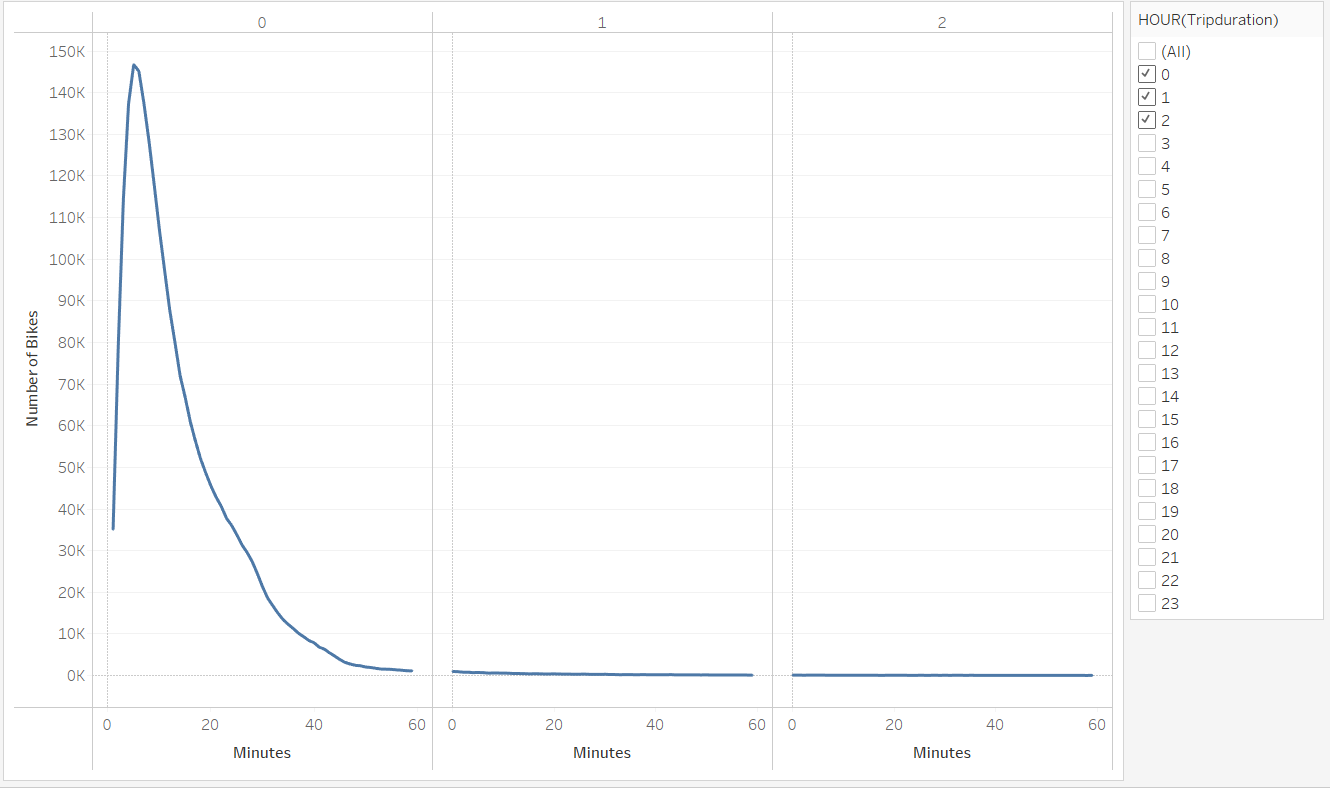 0 1 2
150K
140K
130K
120K
110K
100K
90K
80K
70K
60K
50K
40K
30K
20K
10K
0K
Number of Bikes
0 20 40 60 0 20 40 60 0 20 40 60
Minutes Minutes Minutes
HOUR(Tripduration)
(All)
0
1
2
3
4
5
6
7
8
9
10
11
12
13
14
15
16
17
18
19
20
21
22
23